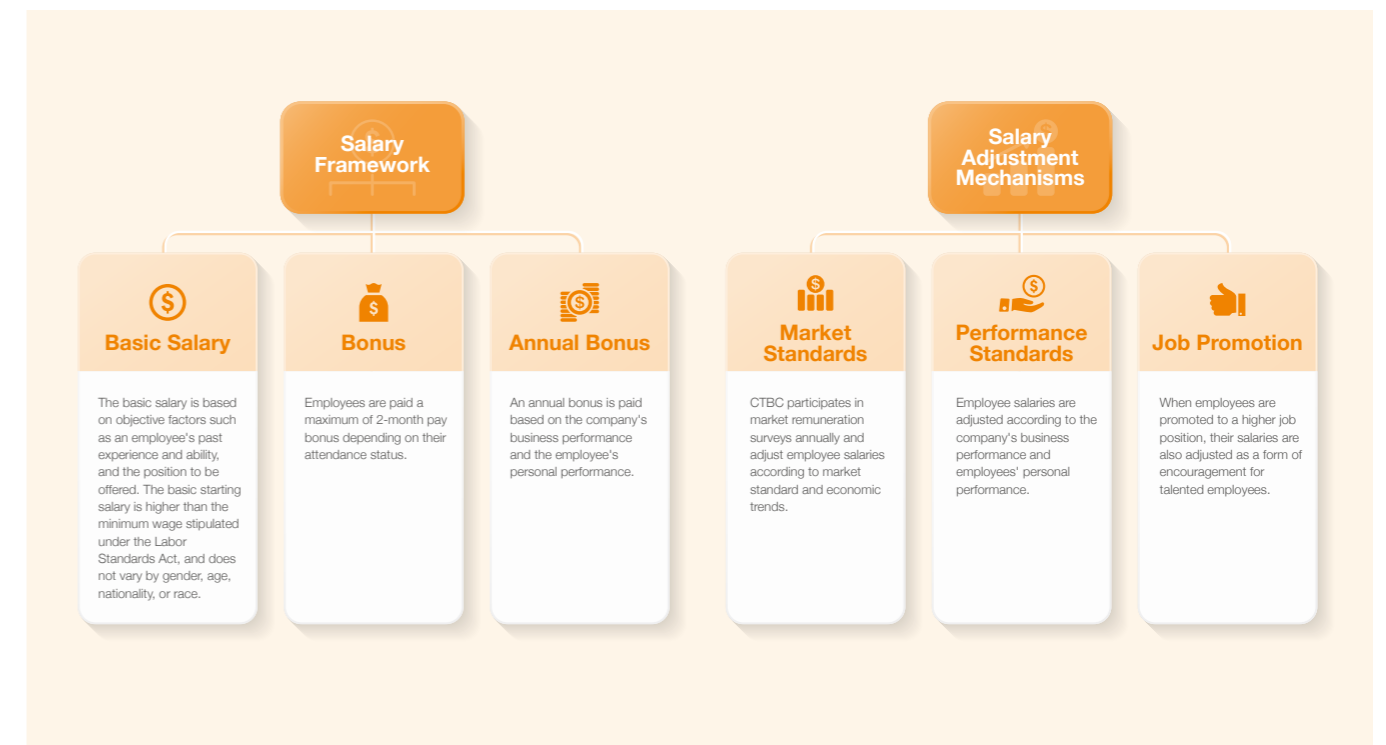 Salary
Framework
Basic Salary
The basic salary is based
on objective factors such
as an employee's past
experience and ability,
and the position to be
offered. The basic starting
salary is higher than the
minimum wage stipulated
under the Labor
Standards Act, and does
not vary by gender, age,
nationality, or race.
Bonus
Employees are paid a
maximum of 2-month pay
bonus depending on their
attendance status.
Annual Bonus
An annual bonus is paid
based on the company's
business performance
and the employee's
personal performance.
Salary
Adjustment
Mechanisms
Market
Standards
CTBC participates in
market remuneration
surveys annually and
adjust employee salaries
according to market
standard and economic
trends.
Performance
Standards
Employee salaries are
adjusted according to the
company's business
performance and
employees' personal
performance.
Job Promotion
When employees are
promoted to a higher job
position, their salaries are
also adjusted as a form of
encouragement for
talented employees.